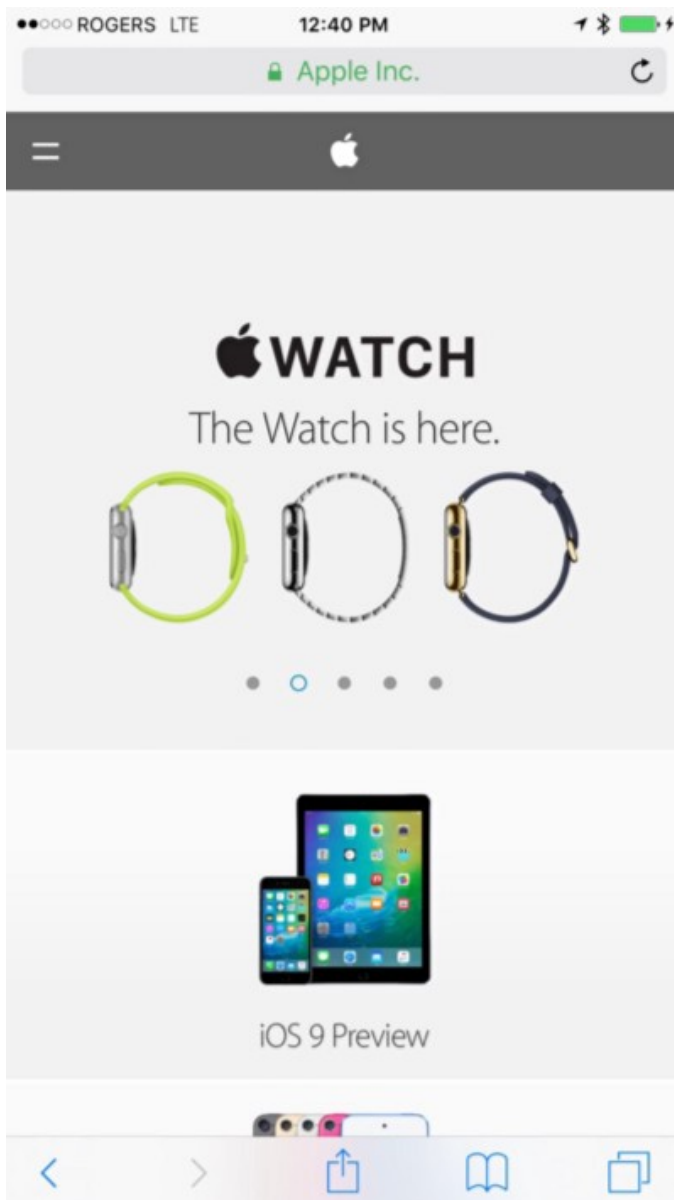 ROGERS LTE 12:40 PM
Apple Inc.
WATCH
The Watch is here.
iOS 9 Preview